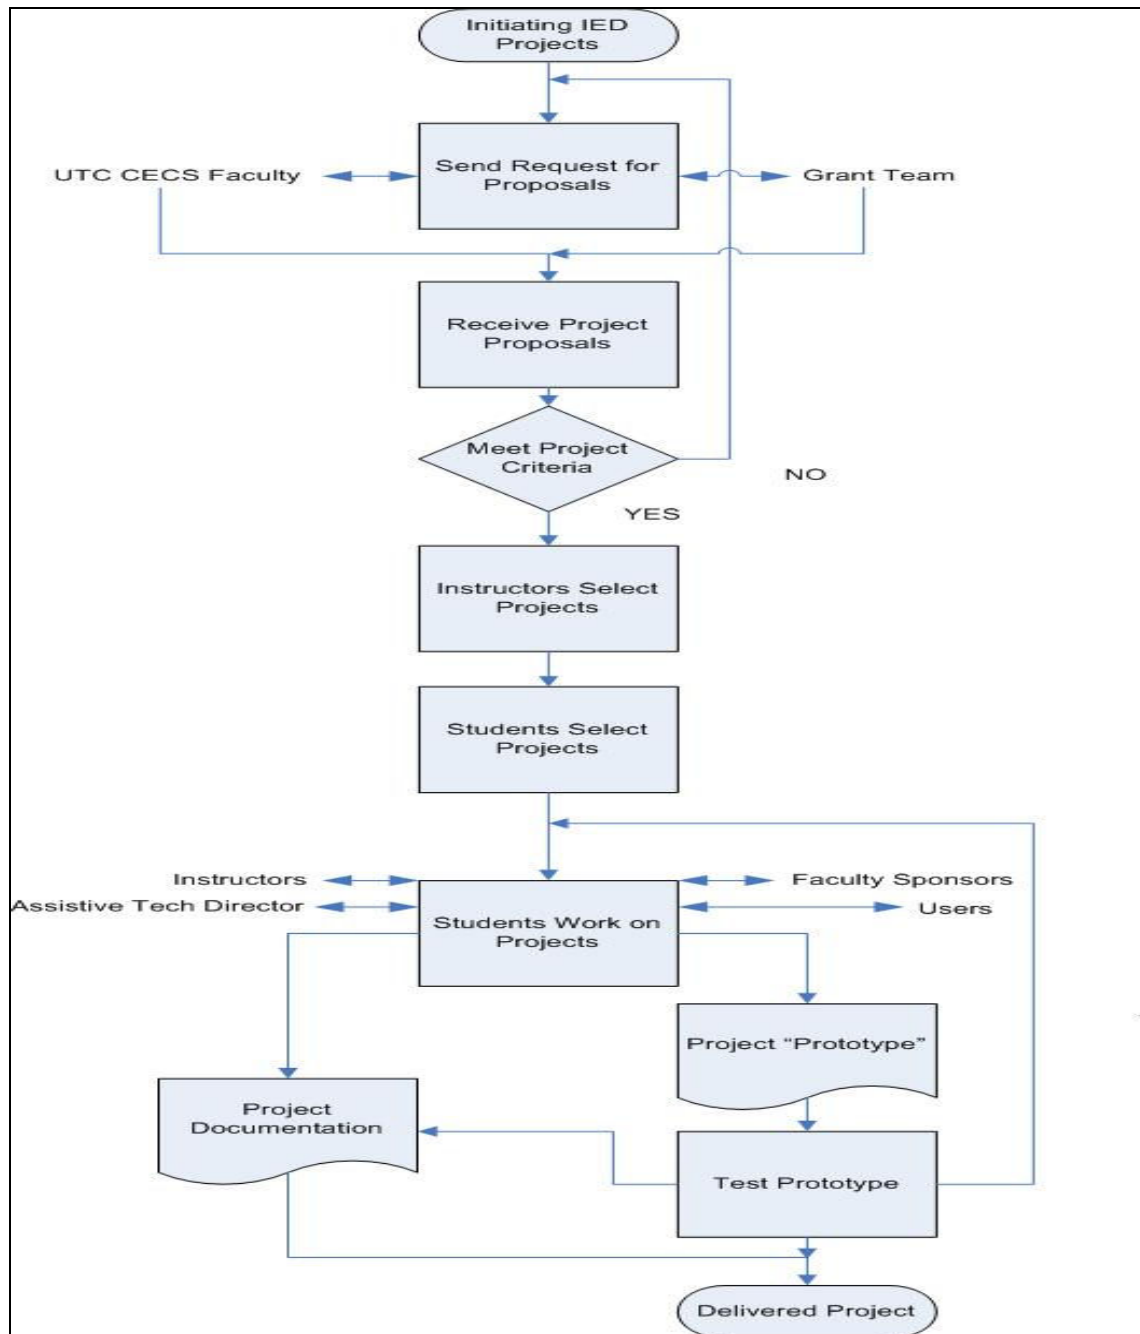 Initiating IED
Projects
Send Request for
Proposals
UTC CECS Faculty
Grant Team
Receive Project
Proposals
Meet Project
Criteria
NO
YES
Instructors Select
Projects
Students Select
Projects
Instructors
Faculty Sponsors
Assistive Tech Director
Users
Students Work on
Projects
Project “Prototype”
Project
Documentation
Test Prototype
Delivered Project